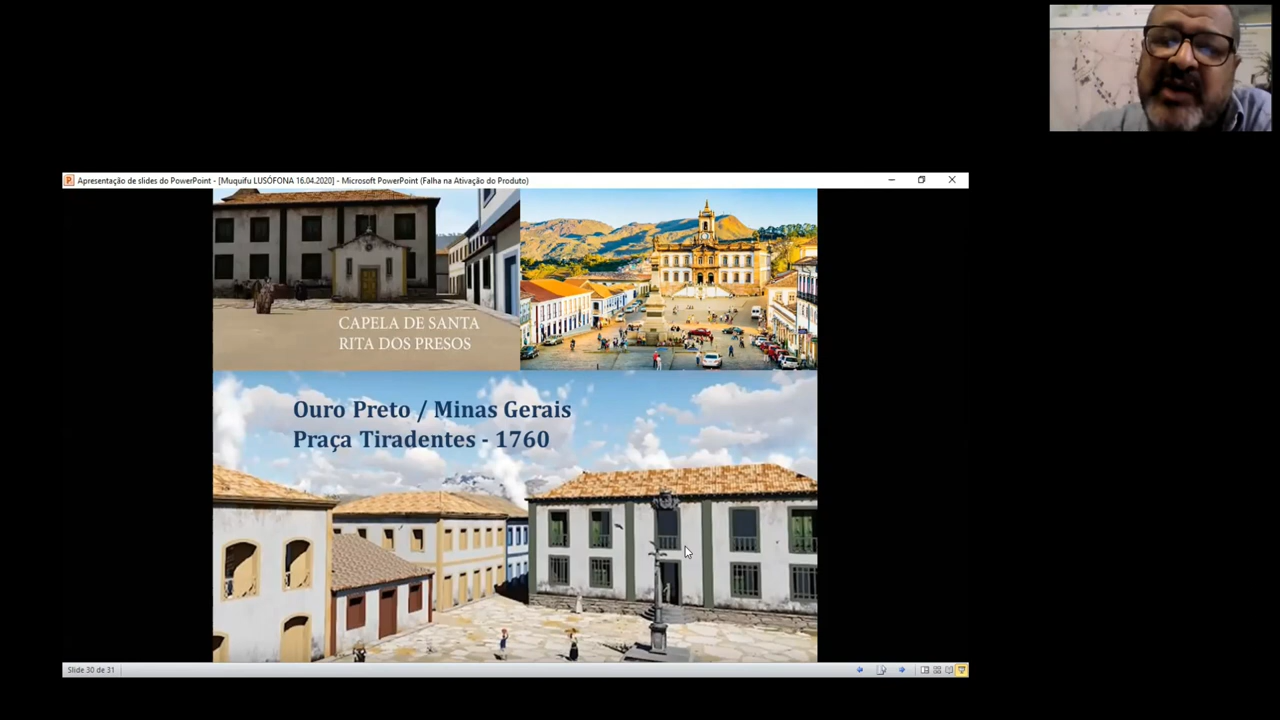 Apresentação de slides do PowerPoint - [Muquifu LUSÓFONA 16.04.2020] - Microsoft PowerPoint (Falha na Ativação do Produto)
CAPELA DE SANTA
RITA DOS PRESOS
Ouro Preto / Minas Gerais
Praça Tiradentes - 1760
Slide 30 de 31